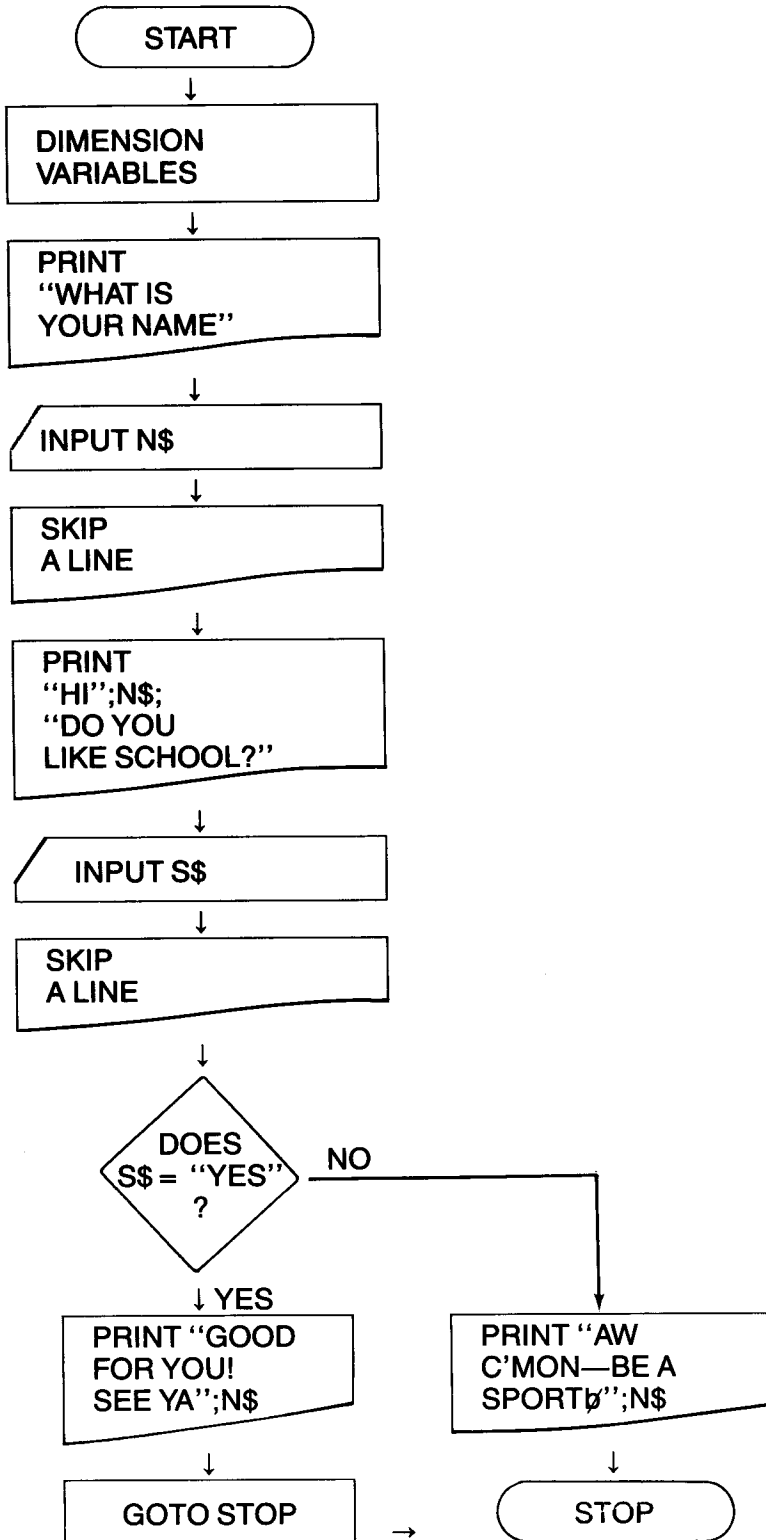 START
DIMENSION
VARIABLES
PRINT
“WHAT IS
YOUR NAME”
INPUT N$
SKIP
A LINE
PRINT
“HI”;N$;
“DO YOU
LIKE SCHOOL?”
INPUT S$
SKIP
A LINE
DOES
S$ = “YES”
?
NO
YES
PRINT “GOOD
FOR YOU!
SEE YA”;N$
PRINT “AW
C'MON—BE A
SPORTb̸”;N$
GOTO STOP
STOP